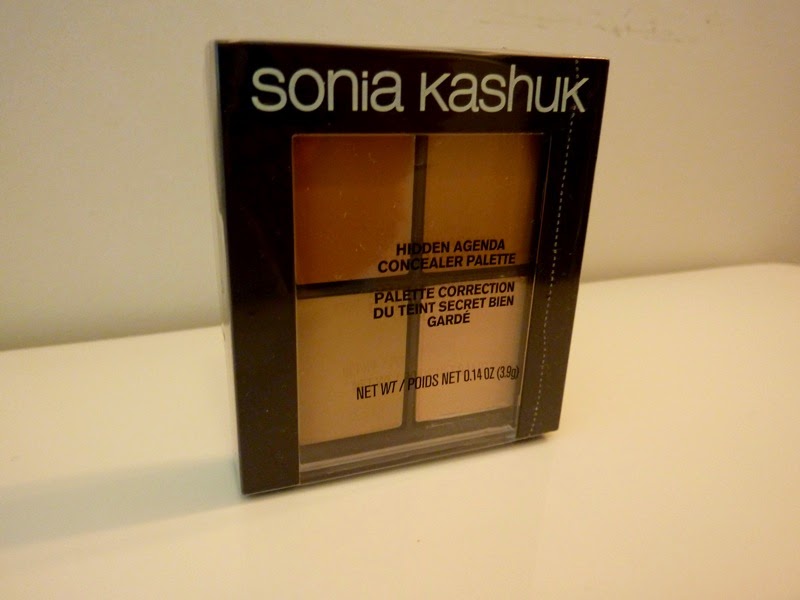 sonia kashuk
HIDDEN AGENDA
CONCEALER PALETTE
PALETTE CORRECTION
DU TEINT SECRET BIEN
GARDÉ
NET WT / POIDS NET 0.14 OZ (3.9g)